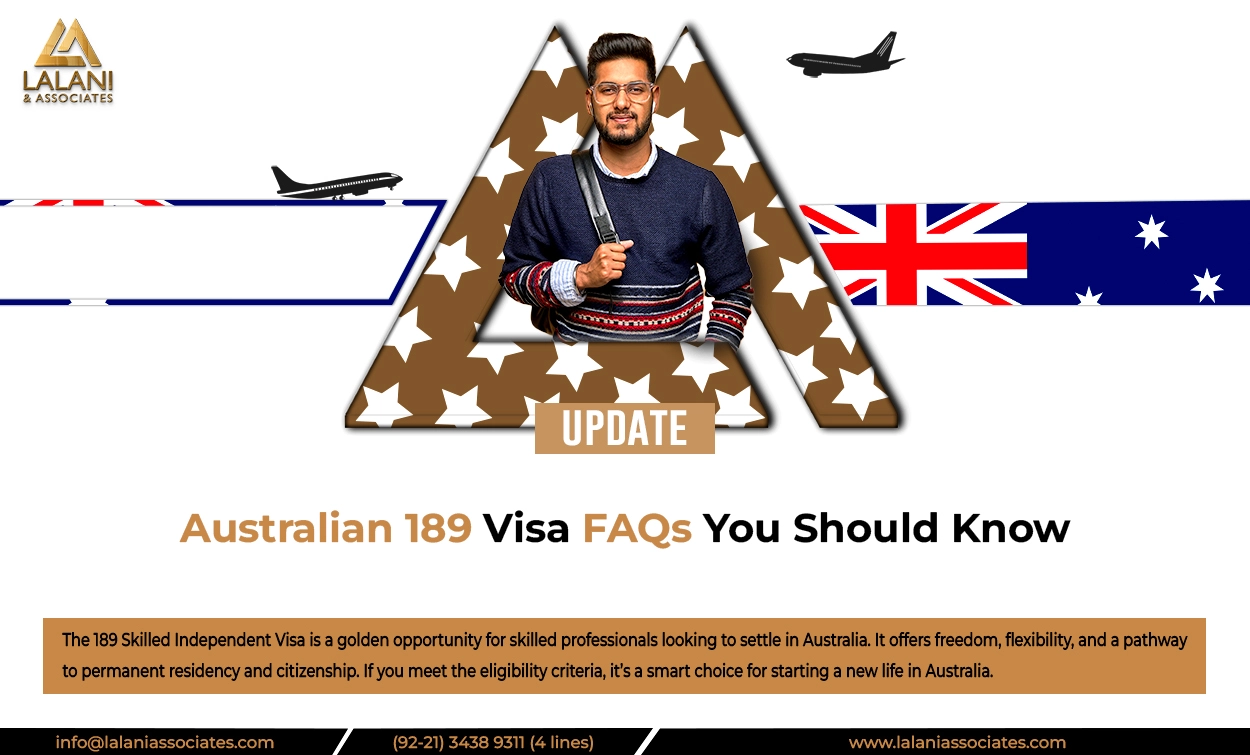 LALANI
& ASSOCIATES
UPDATE
Australian 189 Visa FAQs You Should Know
The 189 Skilled Independent Visa is a golden opportunity for skilled professionals looking to settle in Australia. It offers freedom, flexibility, and a pathway
to permanent residency and citizenship. If you meet the eligibility criteria, it's a smart choice for starting a new life in Australia.
info@lalaniassociates.com
(92-21) 3438 9311 (4 lines)
www.lalaniassociates.com